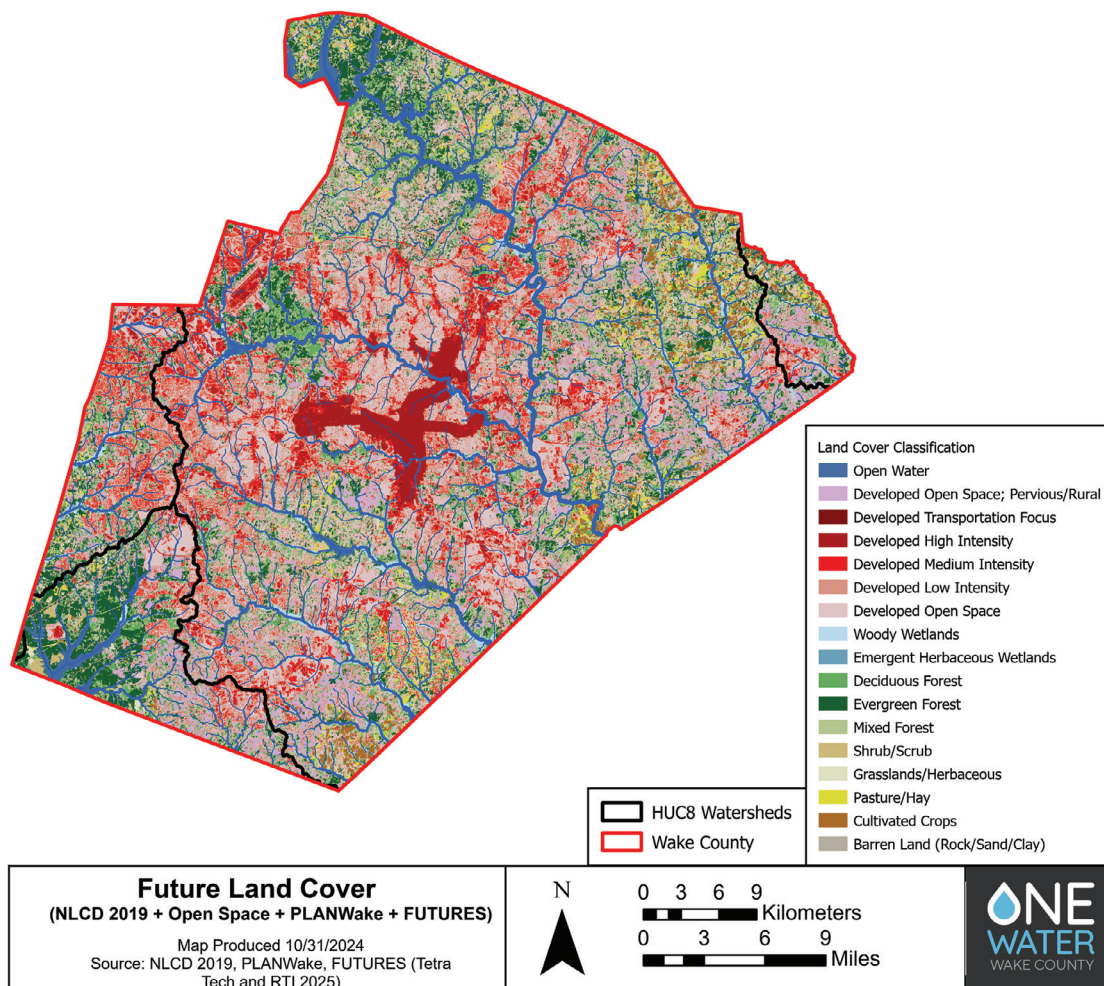 Land Cover Classification
Open Water
Developed Open Space; Pervious/Rural
Developed Transportation Focus
Developed High Intensity
Developed Medium Intensity
Developed Low Intensity
Developed Open Space
Woody Wetlands
Emergent Herbaceous Wetlands
Deciduous Forest
Evergreen Forest
Mixed Forest
Shrub/Scrub
Grasslands/Herbaceous
Pasture/Hay
Cultivated Crops
Barren Land (Rock/Sand/Clay)
HUC8 Watersheds
Wake County
Future Land Cover
(NLCD 2019 + Open Space + PLANWake + FUTURES)
Map Produced 10/31/2024
Source: NLCD 2019, PLANWake, FUTURES (Tetra
Tech and RTI 2025)
N
0 3 6 9
Kilometers
0 3 6 9
Miles
ONE
WATER
WAKE COUNTY